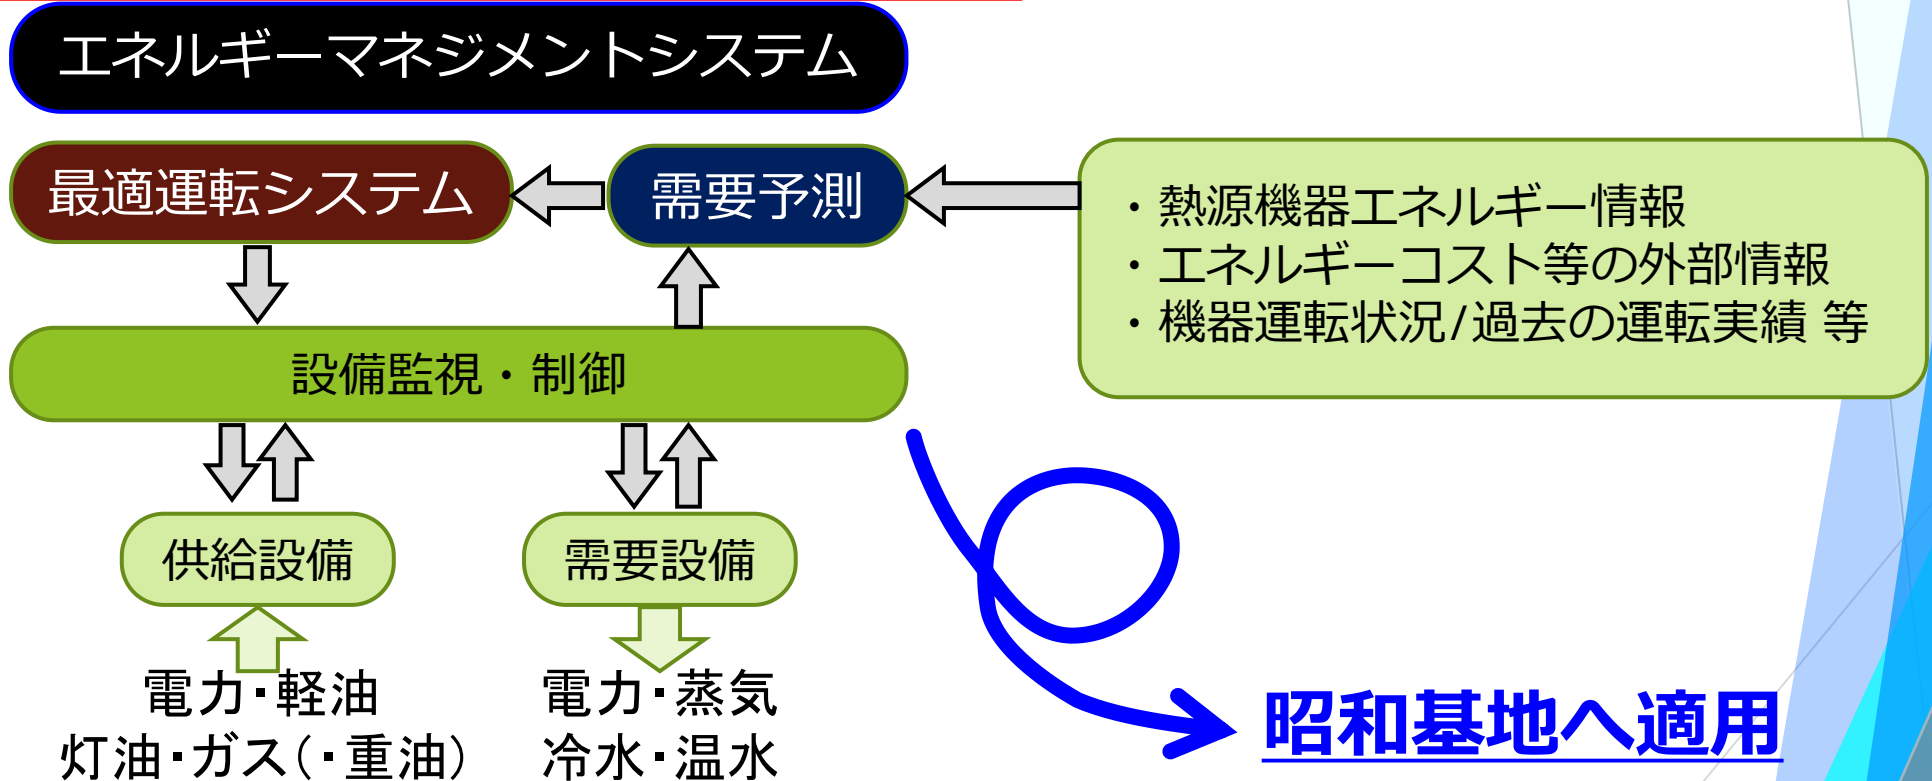 エネルギーマネジメントシステム
最適運転システム
需要予測
・熱源機器エネルギー情報
・エネルギーコスト等の外部情報
・機器運転状況/過去の運転実績 等
設備監視・制御
供給設備
需要設備
電力・軽油
灯油・ガス(・重油)
電力・蒸気
冷水・温水
昭和基地へ適用